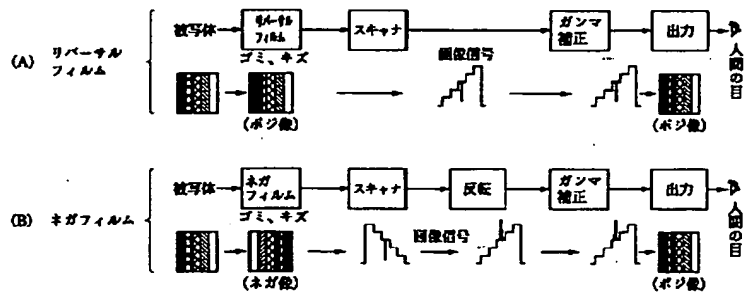 (A) リバーサル
フィルム
被写体 リバーサル
フィルム スキャナ ガンマ
補正 出力
ゴミ、キズ
画像信号
(ポジ像) (ポジ像)
人間の目
(B) ネガフィルム
被写体 ネガ
フィルム スキャナ 反転 ガンマ
補正 出力
ゴミ、キズ
画像信号
(ネガ像) (ポジ像)
人間の目